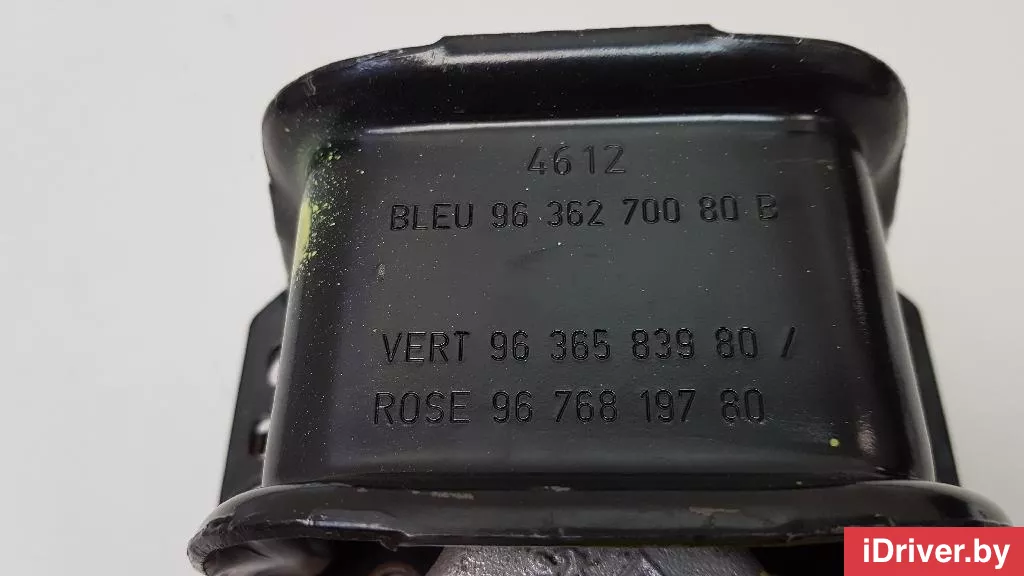 4612
BLEU 96 362 700 80 B
VERT 96 365 839 80 /
ROSE 96 768 197 80
iDriver.by